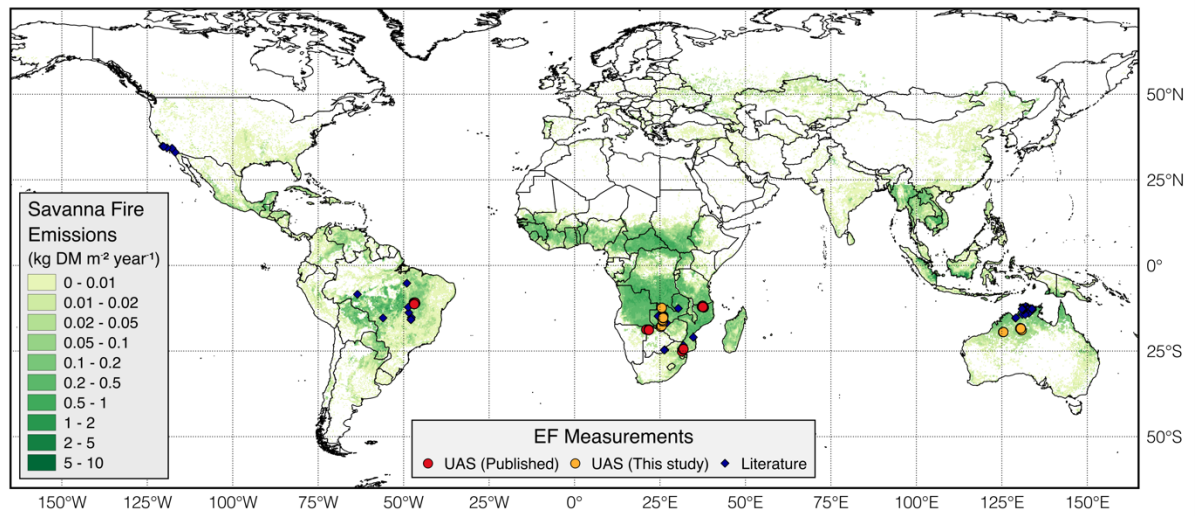 50°N
25°N
0°
25°S
50°S
Savanna Fire
Emissions
(kg DM m⁻² year⁻¹)
0 - 0.01
0.01 - 0.02
0.02 - 0.05
0.05 - 0.1
0.1 - 0.2
0.2 - 0.5
0.5 - 1
1 - 2
2 - 5
5 - 10
EF Measurements
UAS (Published) UAS (This study) Literature
150°W 125°W 100°W 75°W 50°W 25°W 0° 25°E 50°E 75°E 100°E 125°E 150°E